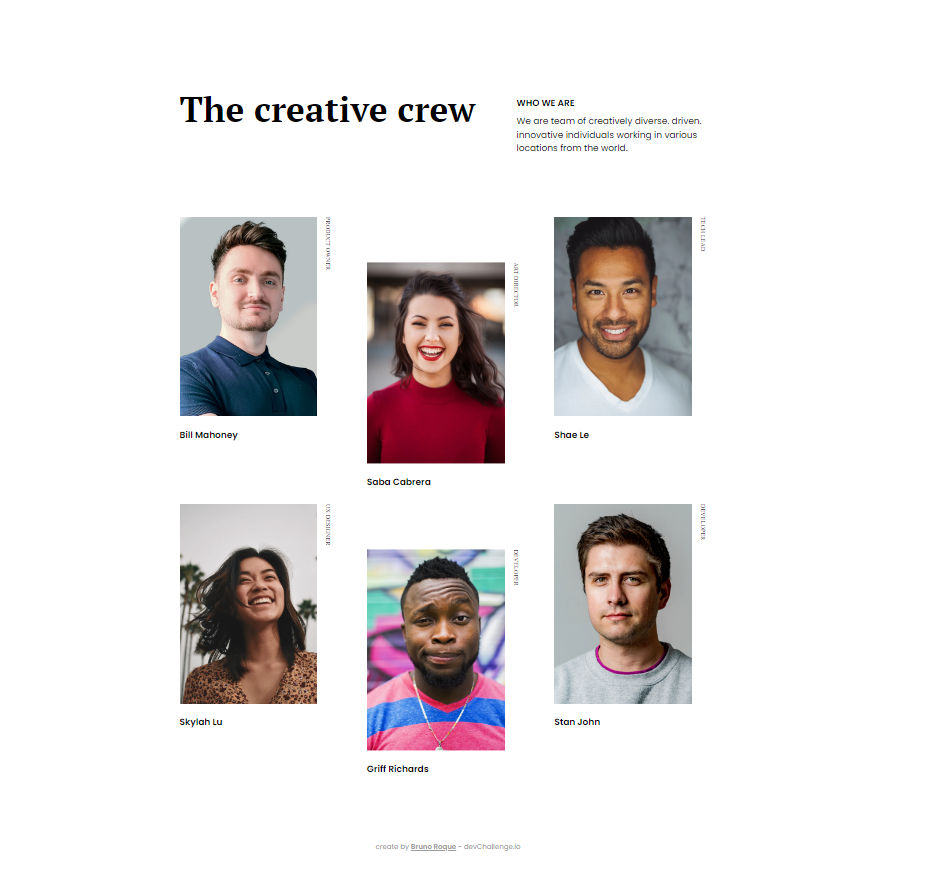 The creative crew
WHO WE ARE
We are team of creatively diverse. driven.
innovative individuals working in various
locations from the world.
PRODUCT OWNER
Bill Mahoney
ART DIRECTOR
Saba Cabrera
TECH LEAD
Shae Le
UX DESIGNER
Skylah Lu
DEVELOPER
Griff Richards
DEVELOPER
Stan John
create by Bruno Roque - devChallenge.io